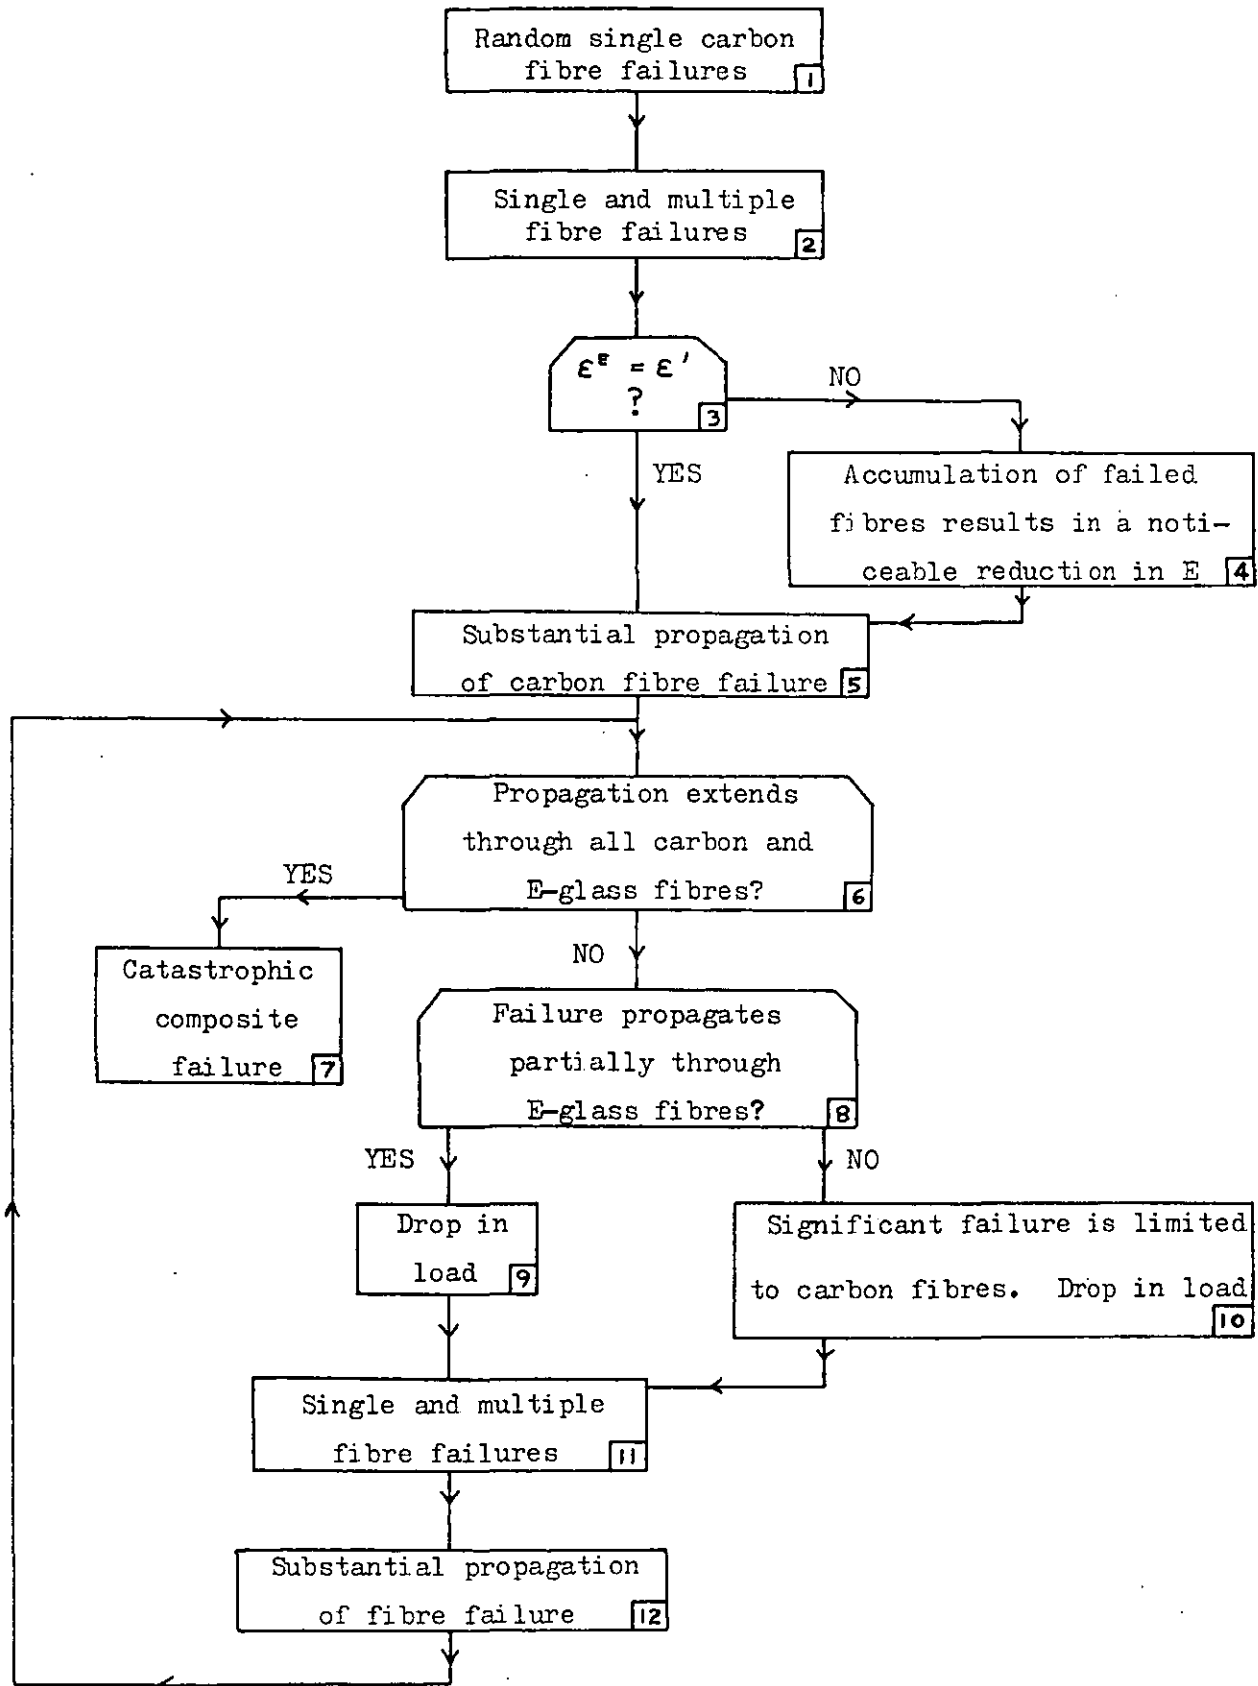 Random single carbon
fibre failures
1
Single and multiple
fibre failures
2
εᴱ = ε′
?
3
NO
YES
Accumulation of failed
fibres results in a noti-
ceable reduction in E
4
Substantial propagation
of carbon fibre failure
5
Propagation extends
through all carbon and
E-glass fibres?
6
YES
NO
Catastrophic
composite
failure
7
Failure propagates
partially through
E-glass fibres?
8
YES
NO
Drop in
load
9
Significant failure is limited
to carbon fibres. Drop in load
10
Single and multiple
fibre failures
11
Substantial propagation
of fibre failure
12